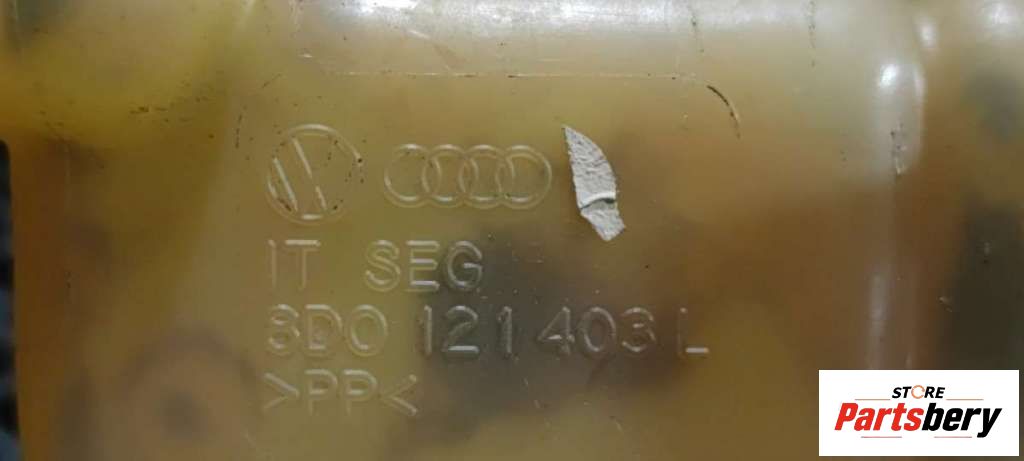 IT SEG
8D0 121 403 L
>PP<
STORE
Partsbery